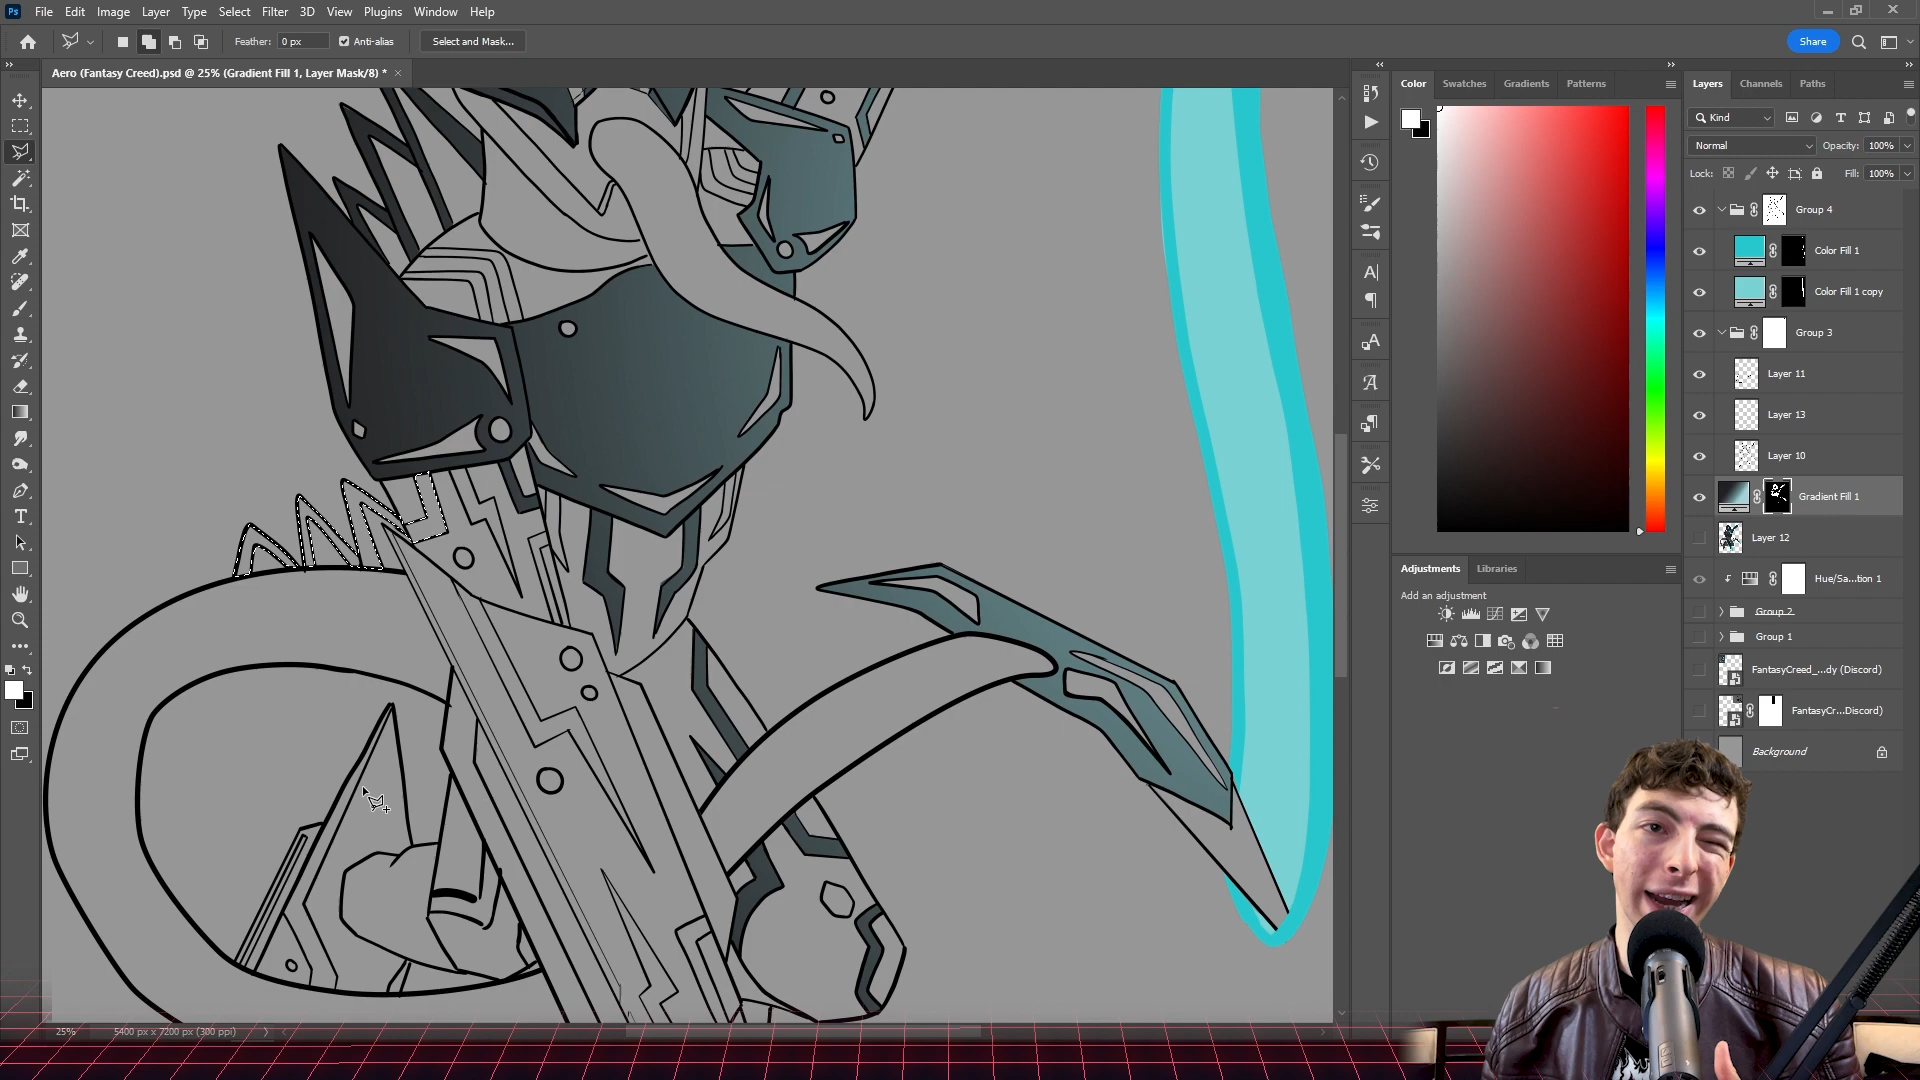 Ps File Edit Image Layer Type Select Filter 3D View Plugins Window Help
Feather: 0 px Anti-alias Select and Mask... Share
Aero (Fantasy Creed).psd @ 25% (Gradient Fill 1, Layer Mask/8) *
Color Swatches Gradients Patterns
Layers Channels Paths
Kind
Normal Opacity: 100%
Lock: Fill: 100%
Group 4
Color Fill 1
Color Fill 1 copy
Group 3
Layer 11
Layer 13
Layer 10
Gradient Fill 1
Layer 12
Hue/Sa...tion 1
Group 2
Group 1
FantasyCreed_...dy (Discord)
FantasyCr...Discord)
Background
Adjustments Libraries
Add an adjustment
25% 5400 px x 7200 px (300 ppi)